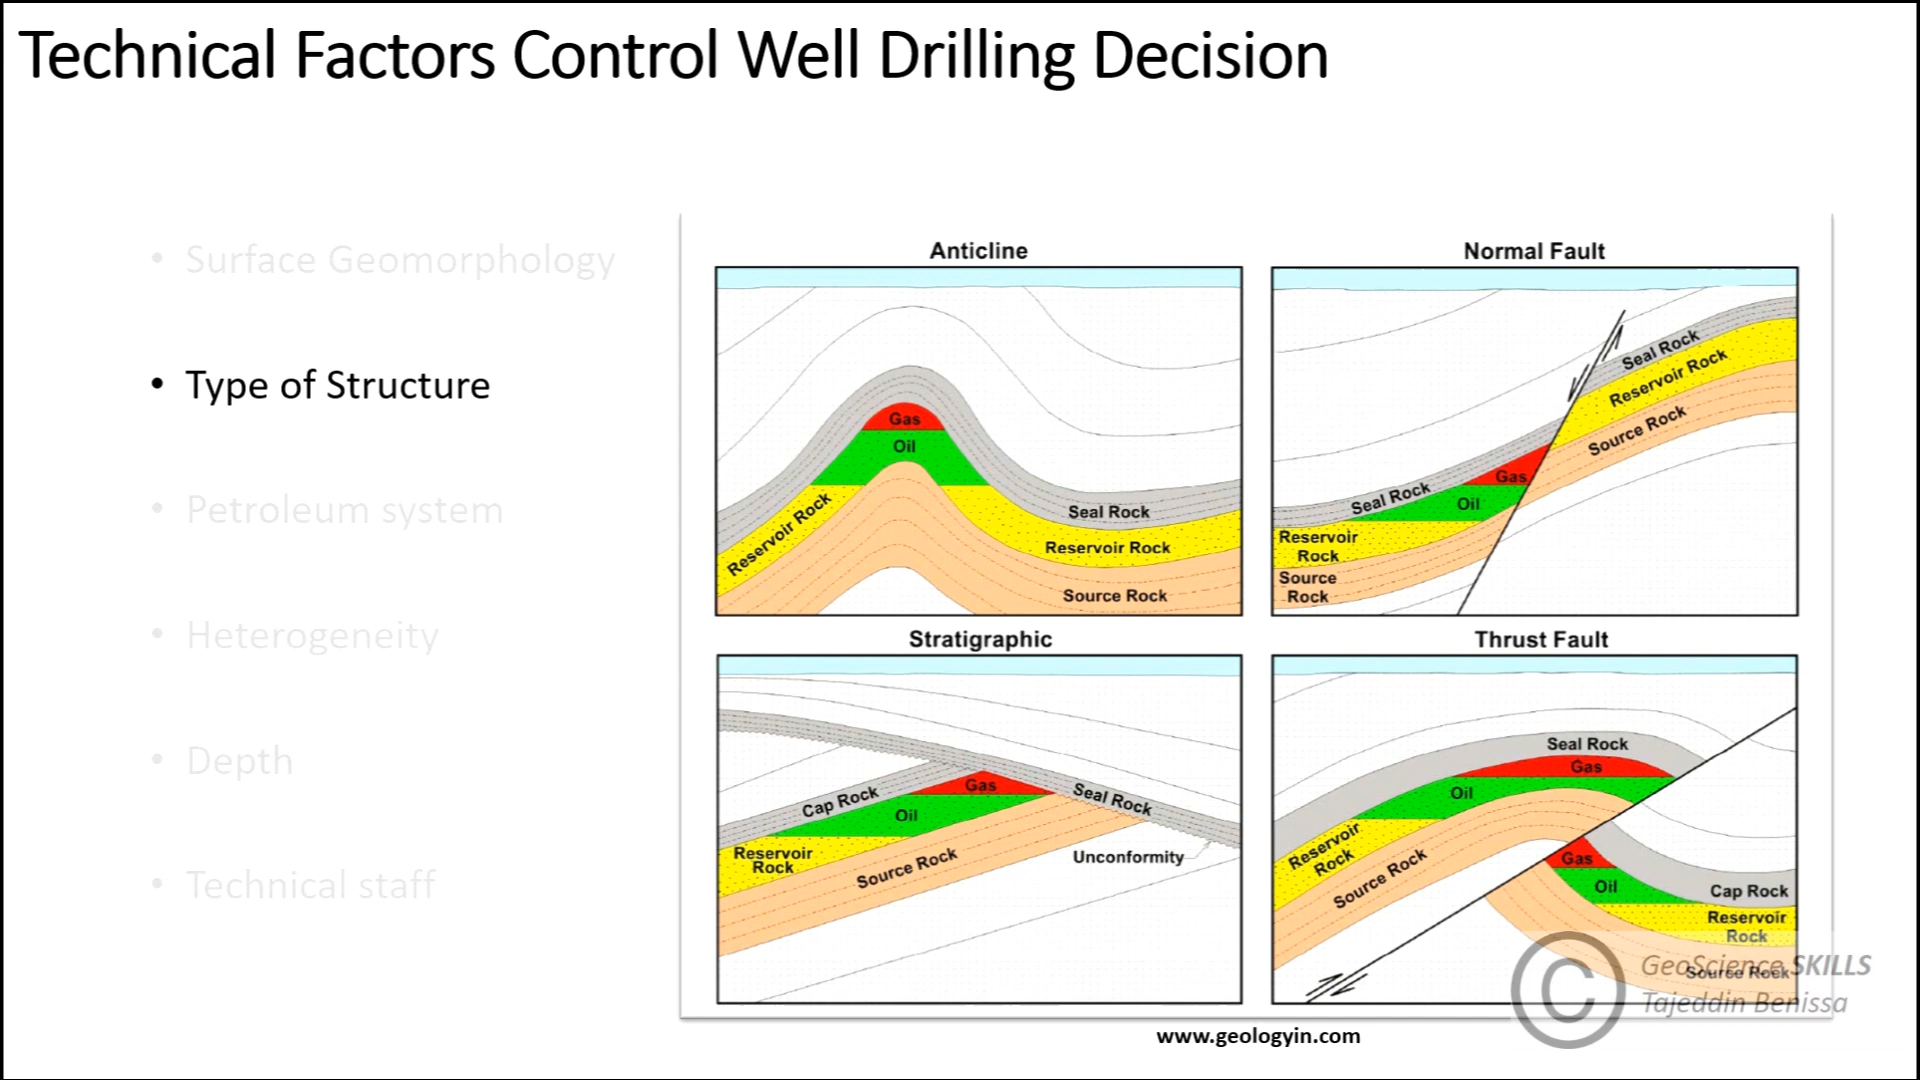 Technical Factors Control Well Drilling Decision
• Surface Geomorphology
• Type of Structure
• Petroleum system
• Heterogeneity
• Depth
• Technical staff
Anticline
Gas
Oil
Reservoir Rock
Seal Rock
Reservoir Rock
Source Rock
Normal Fault
Seal Rock
Reservoir Rock
Source Rock
Gas
Seal Rock
Oil
Reservoir
Rock
Source
Rock
Stratigraphic
Cap Rock
Gas
Seal Rock
Oil
Reservoir
Rock
Source Rock
Unconformity
Thrust Fault
Seal Rock
Gas
Oil
Reservoir
Rock
Source Rock
Gas
Oil
Cap Rock
Reservoir
Rock
Source Rock
© GeoScience SKILLS
Tajeddin Benissa
www.geologyin.com